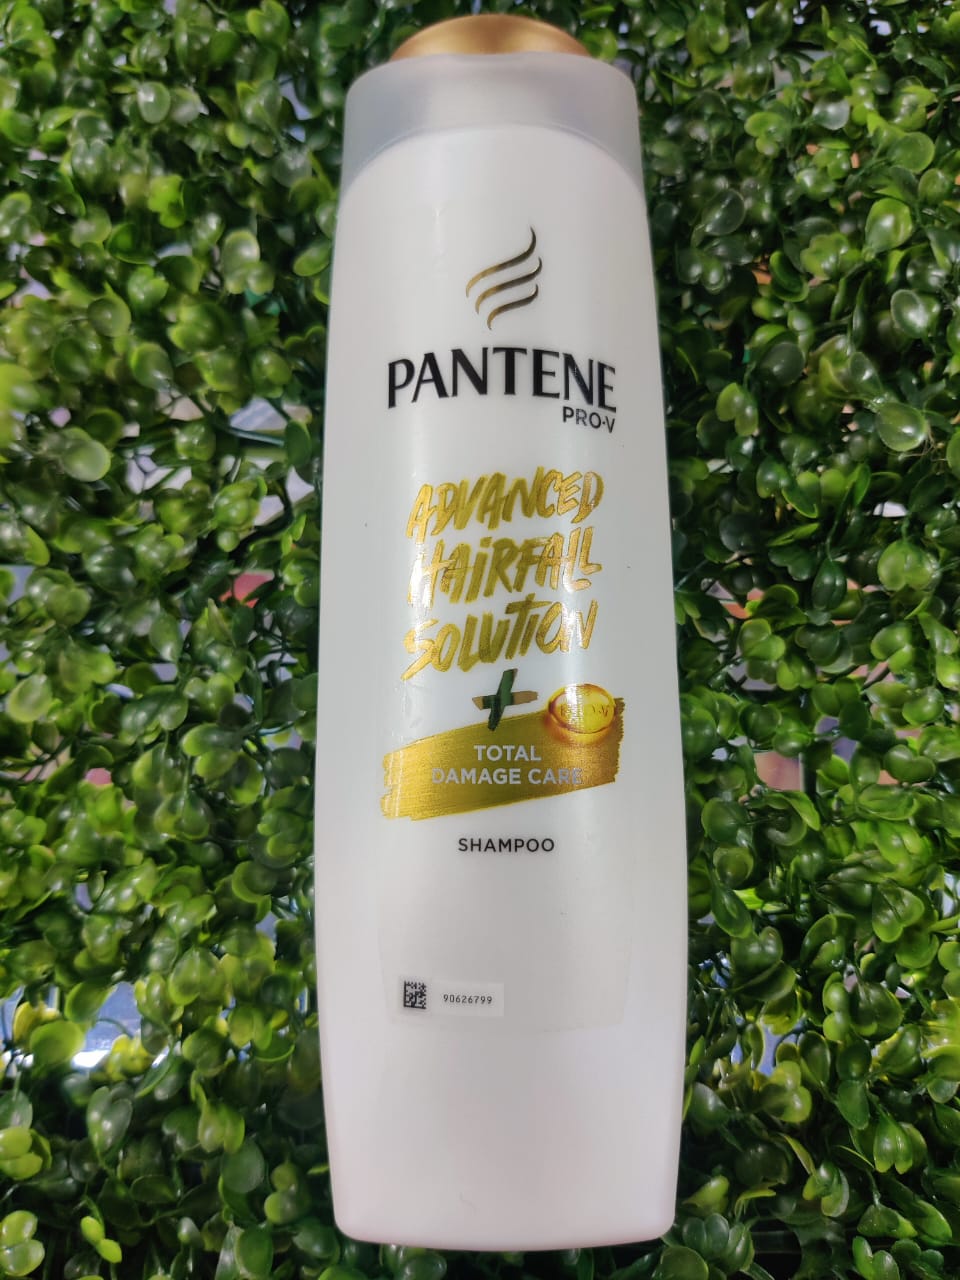 PANTENE
PRO-V
ADVANCED
HAIRFALL
SOLUTION
+
TOTAL
DAMAGE CARE
SHAMPOO
90626799